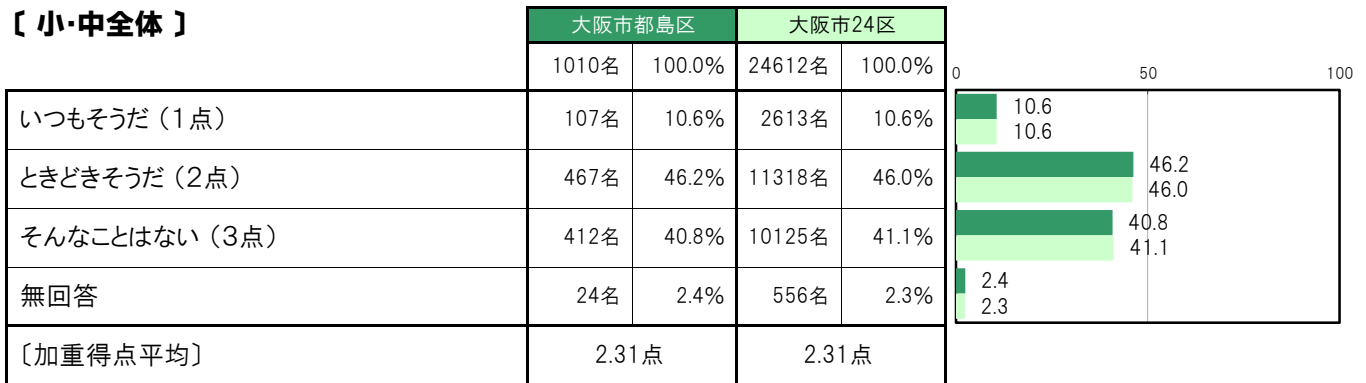 〔 小・中全体 〕
大阪市都島区 大阪市24区
1010名 100.0% 24612名 100.0%
0 50 100
いつもそうだ（１点） 107名 10.6% 2613名 10.6%
10.6
10.6
ときどきそうだ（２点） 467名 46.2% 11318名 46.0%
46.2
46.0
そんなことはない（３点） 412名 40.8% 10125名 41.1%
40.8
41.1
無回答 24名 2.4% 556名 2.3%
2.4
2.3
〔加重得点平均〕 2.31点 2.31点